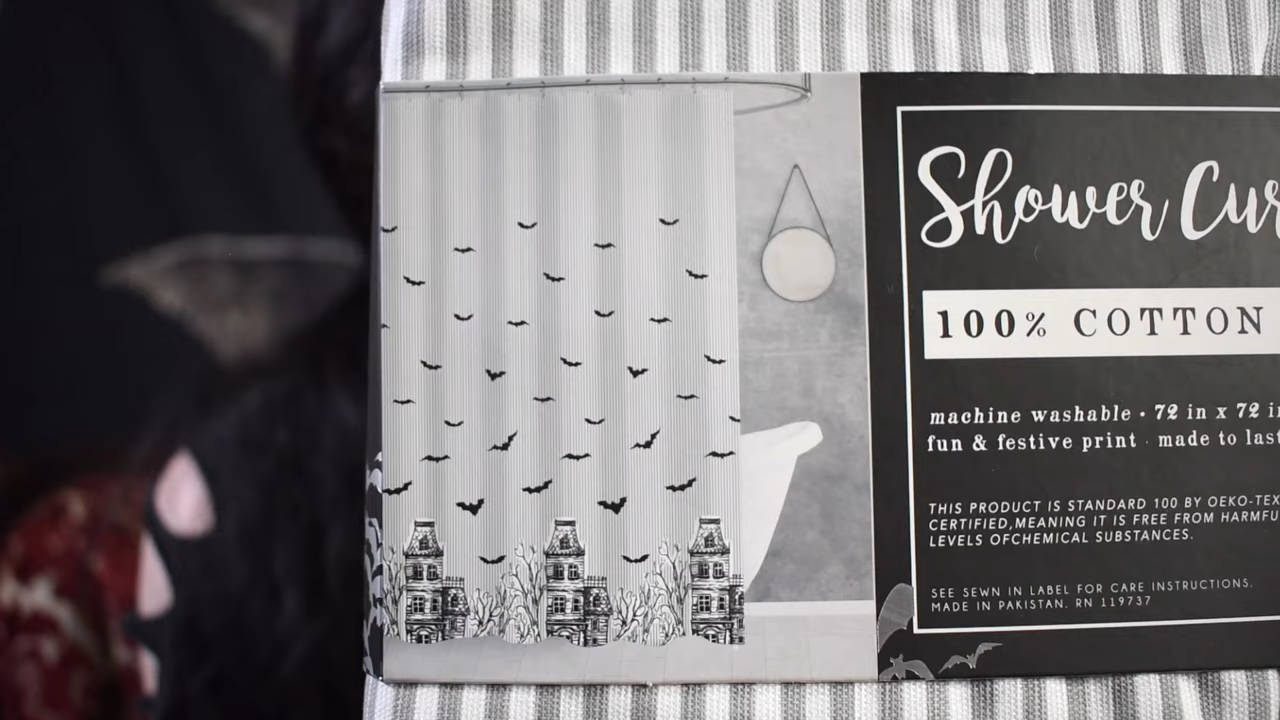 Shower Cur
100% COTTON
machine washable • 72 in x 72 in
fun & festive print · made to last
THIS PRODUCT IS STANDARD 100 BY OEKO-TEX
CERTIFIED, MEANING IT IS FREE FROM HARMFU
LEVELS OFCHEMICAL SUBSTANCES.
SEE SEWN IN LABEL FOR CARE INSTRUCTIONS.
MADE IN PAKISTAN. RN 119737